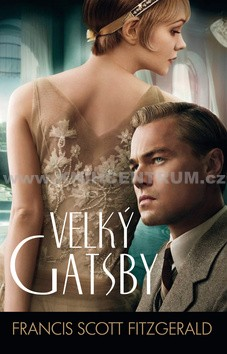 VELKÝ
GATSBY
FRANCIS SCOTT FITZGERALD